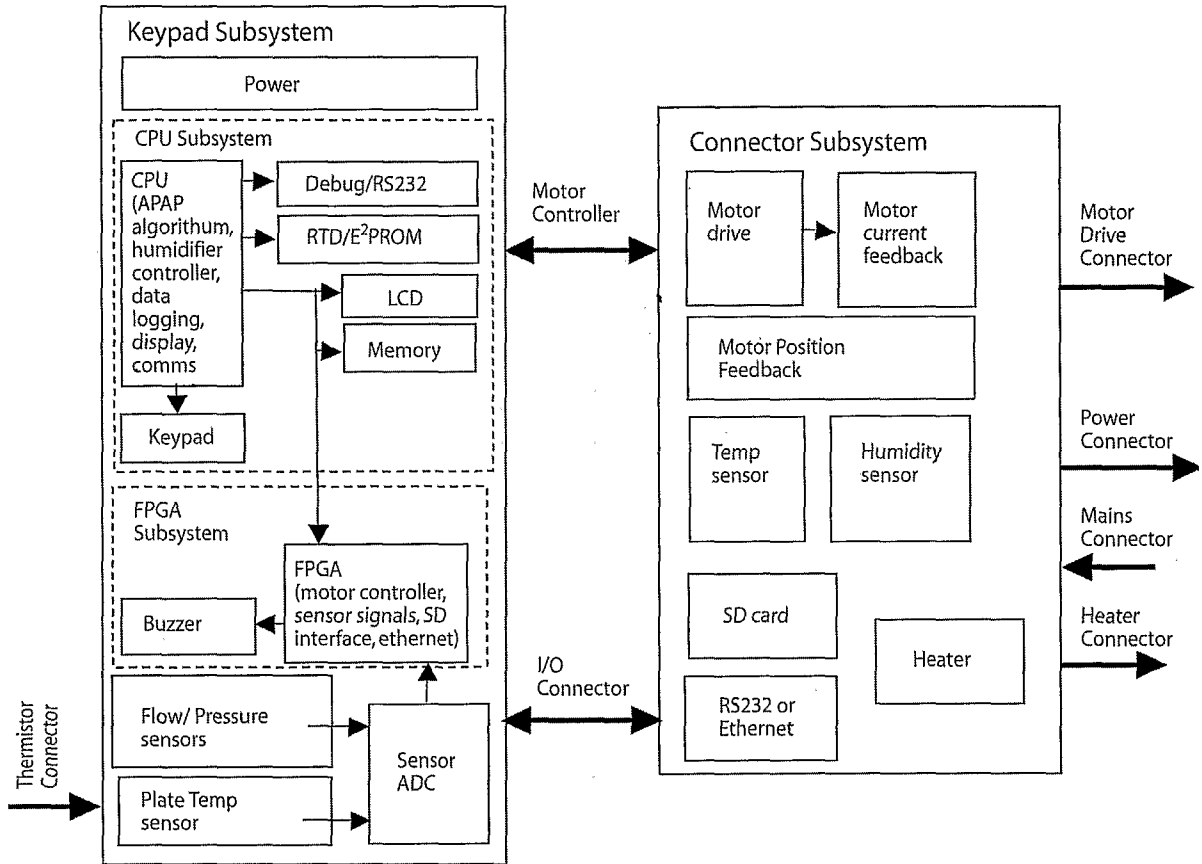 Keypad Subsystem
Power
CPU Subsystem
CPU
(APAP
algorithum,
humidifier
controller,
data
logging,
display,
comms
Debug/RS232
RTD/E²PROM
LCD
Memory
Keypad
FPGA
Subsystem
FPGA
(motor controller,
sensor signals, SD
interface, ethernet)
Buzzer
Flow/ Pressure
sensors
Plate Temp
sensor
Sensor
ADC
Thermistor
Connector
Motor
Controller
I/O
Connector
Connector Subsystem
Motor
drive
Motor
current
feedback
Motor Position
Feedback
Temp
sensor
Humidity
sensor
SD card
Heater
RS232 or
Ethernet
Motor
Drive
Connector
Power
Connector
Mains
Connector
Heater
Connector